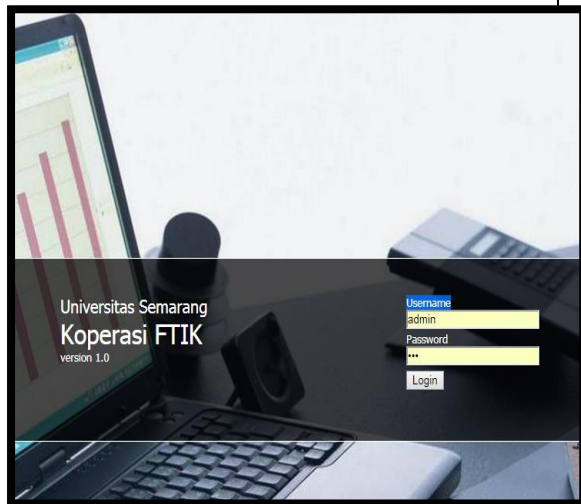 Universitas Semarang
Koperasi FTIK
version 1.0
Username
admin
Password
•••
Login